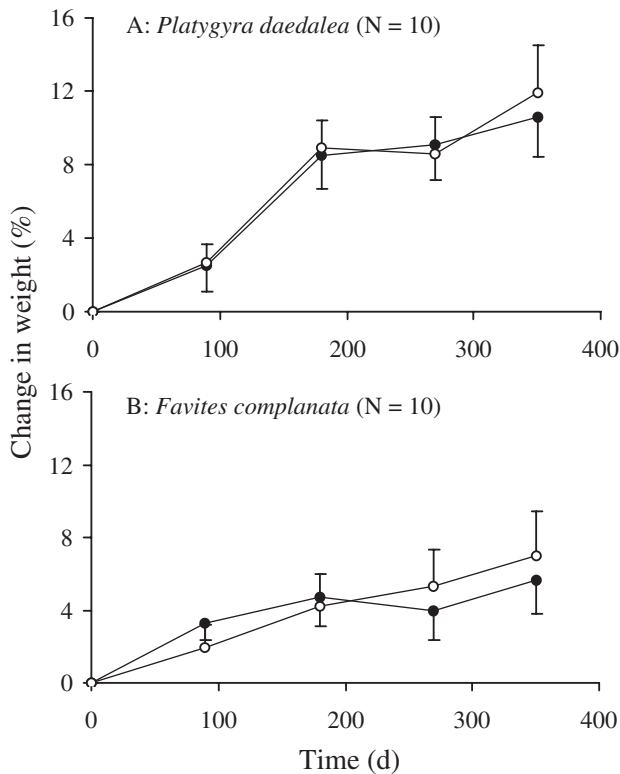 A: Platygyra daedalea (N = 10)
16
12
8
4
0
0 100 200 300 400
Change in weight (%)
B: Favites complanata (N = 10)
16
12
8
4
0
0 100 200 300 400
Time (d)